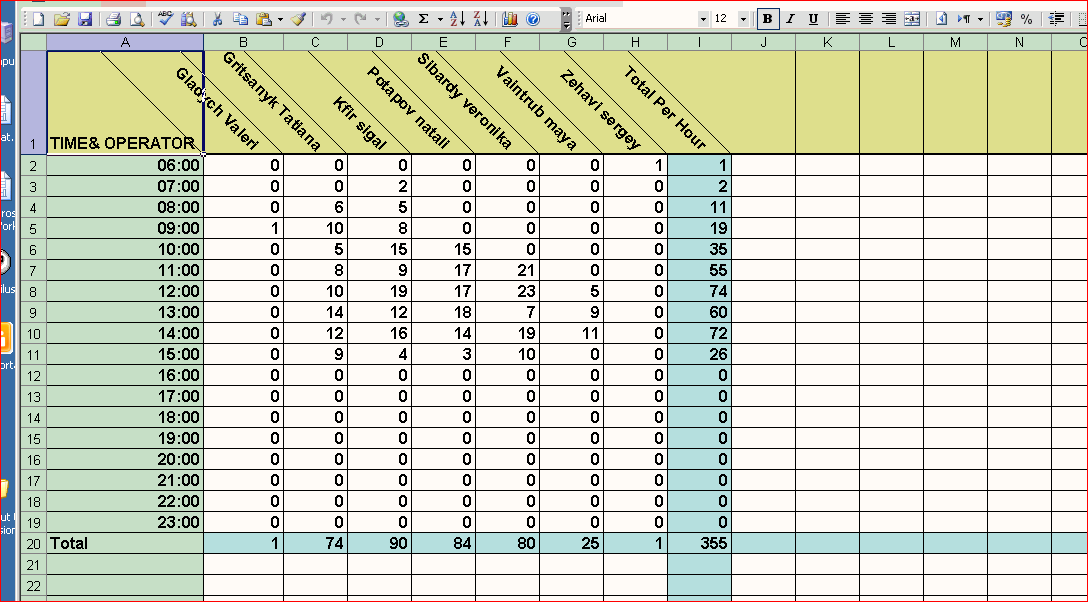 Arial 12 B I U
A B C D E F G H I J K L M N O
1 TIME& OPERATOR Gladych Valeri Gritsanyk Tatiana Kfir sigal Potapov natali Sibardy veronika Vaintrub maya Zehavi sergey Total Per Hour
2 06:00 0 0 0 0 0 0 1 1
3 07:00 0 0 2 0 0 0 0 2
4 08:00 0 6 5 0 0 0 0 11
5 09:00 1 10 8 0 0 0 0 19
6 10:00 0 5 15 15 0 0 0 35
7 11:00 0 8 9 17 21 0 0 55
8 12:00 0 10 19 17 23 5 0 74
9 13:00 0 14 12 18 7 9 0 60
10 14:00 0 12 16 14 19 11 0 72
11 15:00 0 9 4 3 10 0 0 26
12 16:00 0 0 0 0 0 0 0 0
13 17:00 0 0 0 0 0 0 0 0
14 18:00 0 0 0 0 0 0 0 0
15 19:00 0 0 0 0 0 0 0 0
16 20:00 0 0 0 0 0 0 0 0
17 21:00 0 0 0 0 0 0 0 0
18 22:00 0 0 0 0 0 0 0 0
19 23:00 0 0 0 0 0 0 0 0
20 Total 1 74 90 84 80 25 1 355
21
22